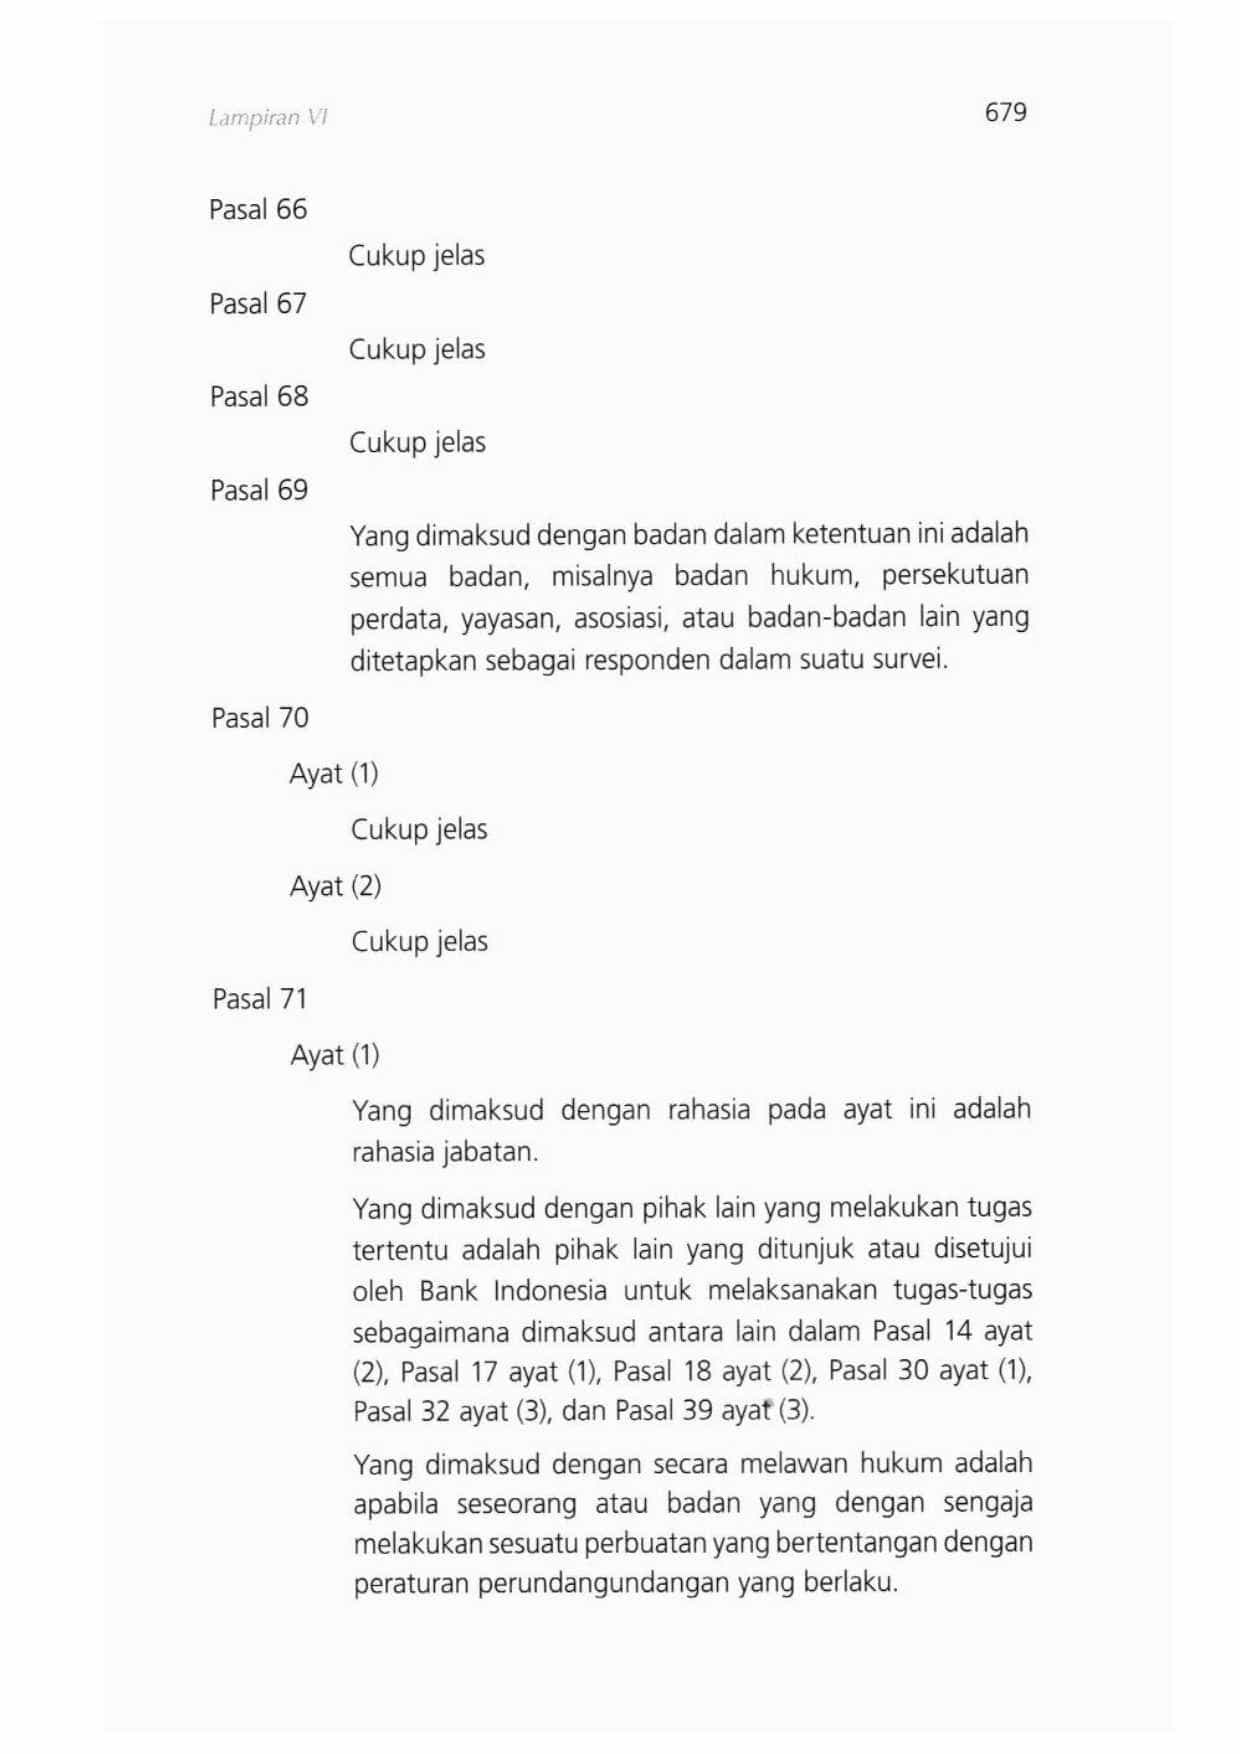 Lampiran VI
679
Pasal 66
Cukup jelas
Pasal 67
Cukup jelas
Pasal 68
Cukup jelas
Pasal 69
Yang dimaksud dengan badan dalam ketentuan ini adalah
semua badan, misalnya badan hukum, persekutuan
perdata, yayasan, asosiasi, atau badan-badan lain yang
ditetapkan sebagai responden dalam suatu survei.
Pasal 70
Ayat (1)
Cukup jelas
Ayat (2)
Cukup jelas
Pasal 71
Ayat (1)
Yang dimaksud dengan rahasia pada ayat ini adalah
rahasia jabatan.
Yang dimaksud dengan pihak lain yang melakukan tugas
tertentu adalah pihak lain yang ditunjuk atau disetujui
oleh Bank Indonesia untuk melaksanakan tugas-tugas
sebagaimana dimaksud antara lain dalam Pasal 14 ayat
(2), Pasal 17 ayat (1), Pasal 18 ayat (2), Pasal 30 ayat (1),
Pasal 32 ayat (3), dan Pasal 39 ayat (3).
Yang dimaksud dengan secara melawan hukum adalah
apabila seseorang atau badan yang dengan sengaja
melakukan sesuatu perbuatan yang bertentangan dengan
peraturan perundangundangan yang berlaku.